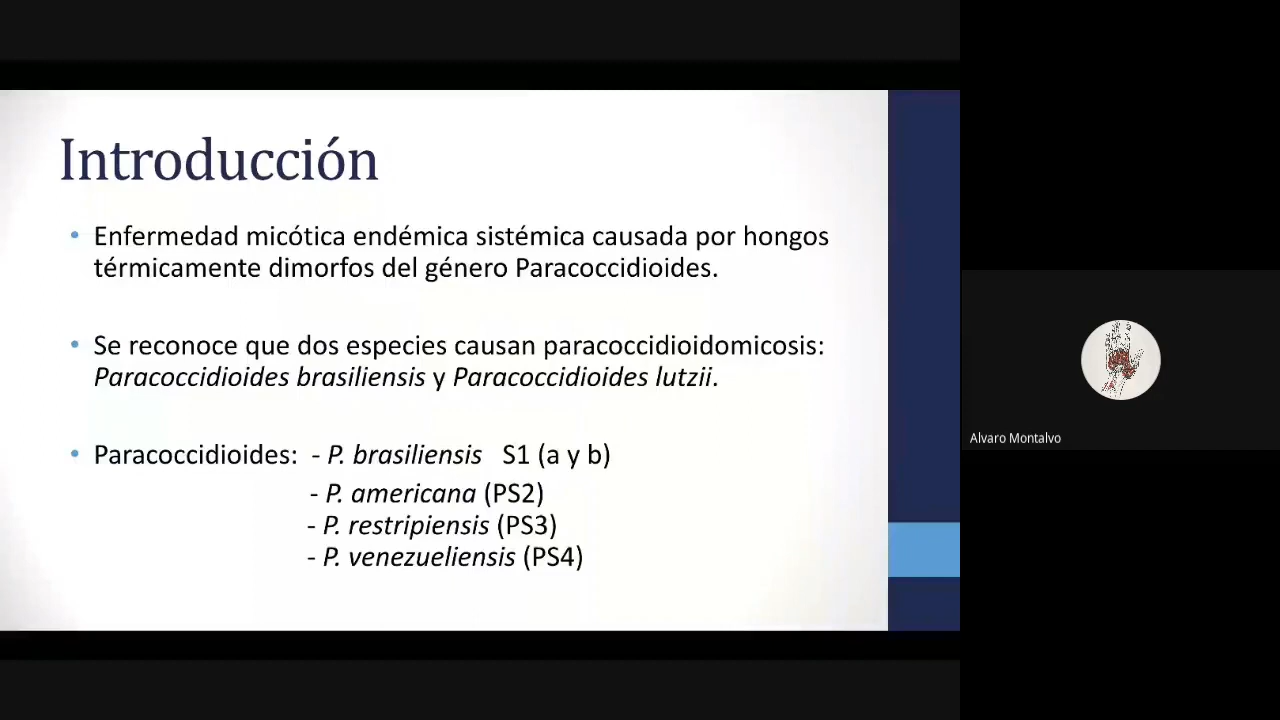 Introducción
• Enfermedad micótica endémica sistémica causada por hongos
térmicamente dimorfos del género Paracoccidioides.
• Se reconoce que dos especies causan paracoccidioidomicosis:
Paracoccidioides brasiliensis y Paracoccidioides lutzii.
• Paracoccidioides: - P. brasiliensis S1 (a y b)
- P. americana (PS2)
- P. restripiensis (PS3)
- P. venezueliensis (PS4)
Alvaro Montalvo